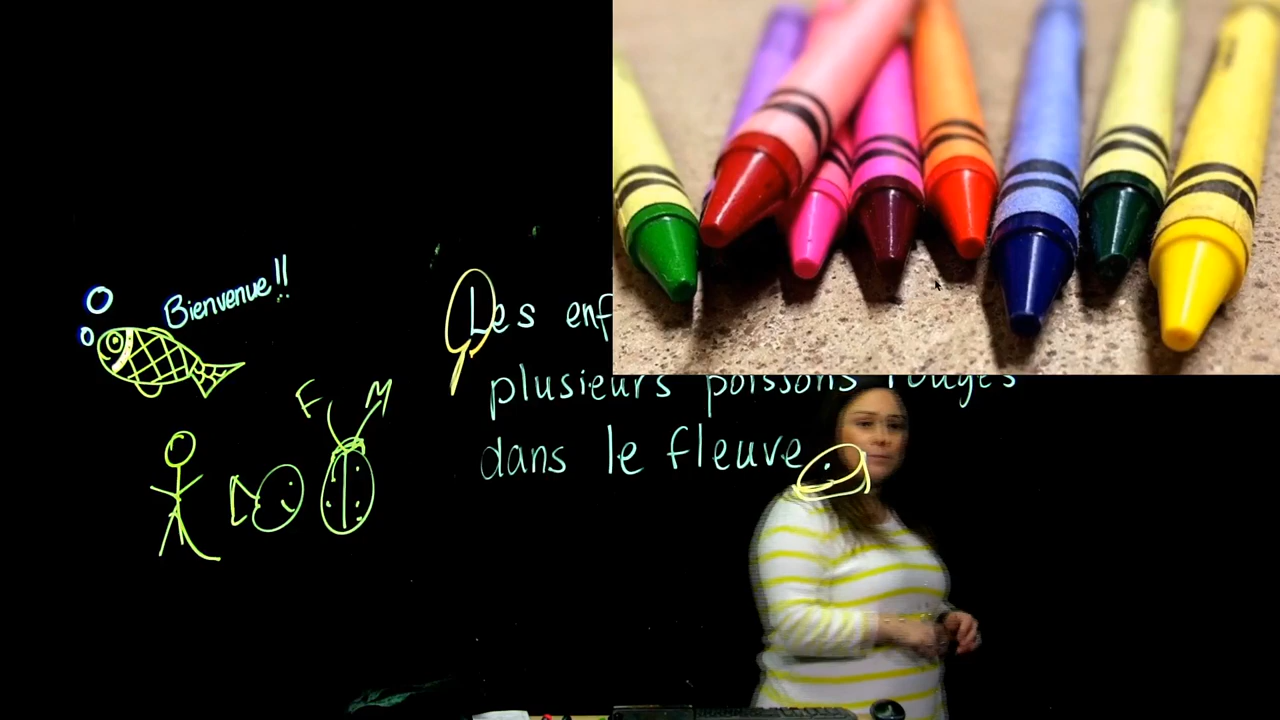 Bienvenue!!
F M
Les enf
plusieurs poissons rouges
dans le fleuve.